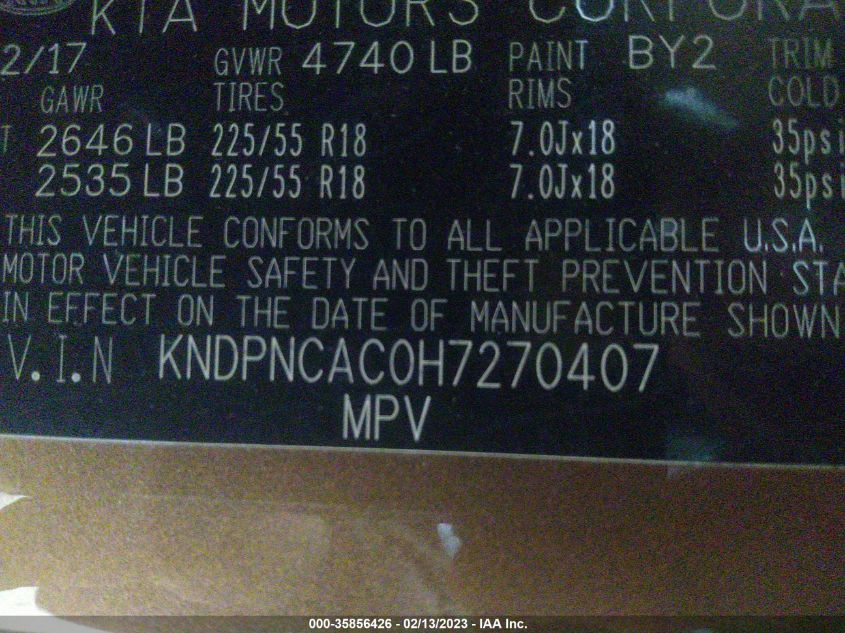 KIA MOTORS CORPORA
2/17 GVWR 4740 LB PAINT BY2 TRIM
GAWR TIRES RIMS COLD
T 2646 LB 225/55 R18 7.0Jx18 35psi
2535 LB 225/55 R18 7.0Jx18 35psi
THIS VEHICLE CONFORMS TO ALL APPLICABLE U.S.A.
MOTOR VEHICLE SAFETY AND THEFT PREVENTION STA
IN EFFECT ON THE DATE OF MANUFACTURE SHOWN
V.I.N KNDPNCAC0H7270407
MPV
000-35856426 - 02/13/2023 - IAA Inc.